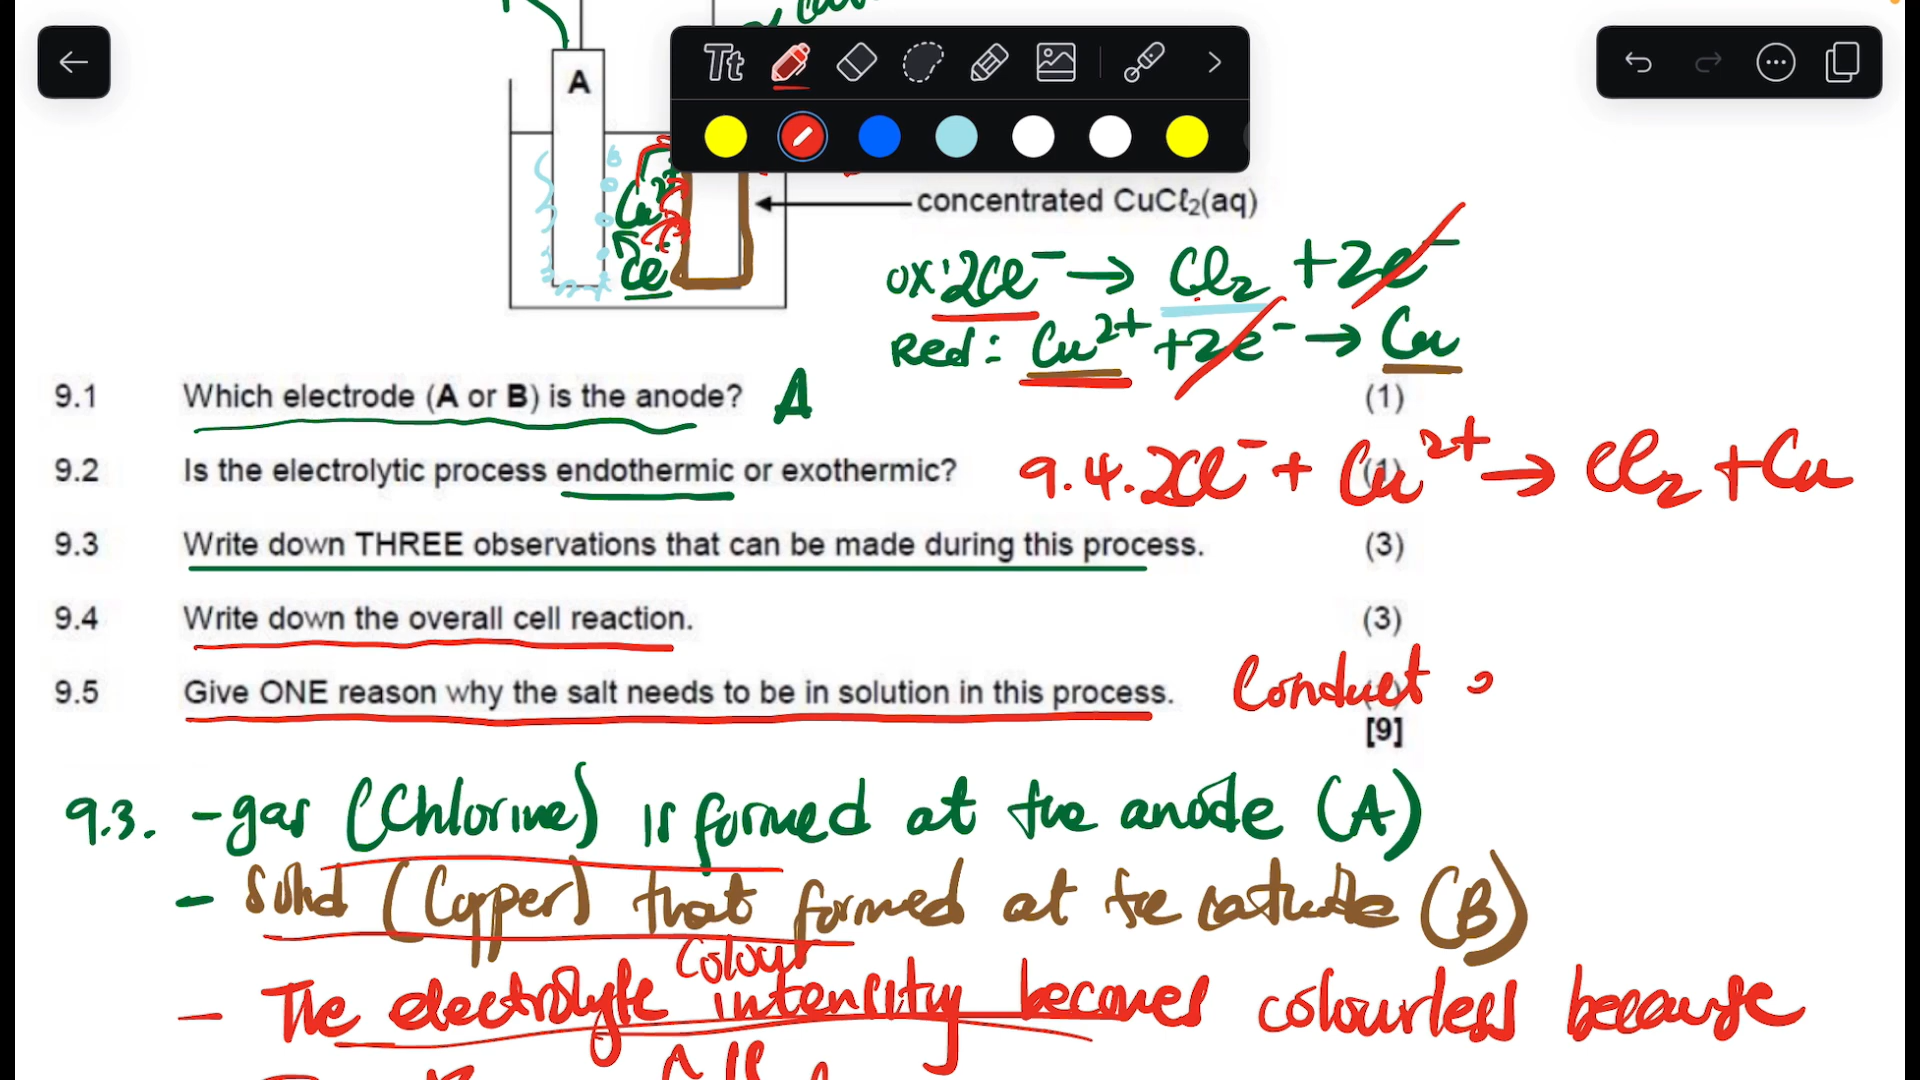 Tt
A
Cu2+
Cl-
concentrated CuCℓ2(aq)
ox: 2Cl- → Cl2 + 2e-
Red: Cu2+ + 2e- → Cu
9.1 Which electrode (A or B) is the anode? A (1)
9.2 Is the electrolytic process endothermic or exothermic? (1)
9.4. 2Cl- + Cu2+ → Cl2 + Cu
9.3 Write down THREE observations that can be made during this process. (3)
9.4 Write down the overall cell reaction. (3)
9.5 Give ONE reason why the salt needs to be in solution in this process. Conduct
[9]
9.3. - gas (Chlorine) is formed at the anode (A)
- Solid (Copper) that formed at the cathode (B)
colour
- The electrolyte intensity becomes colourless because